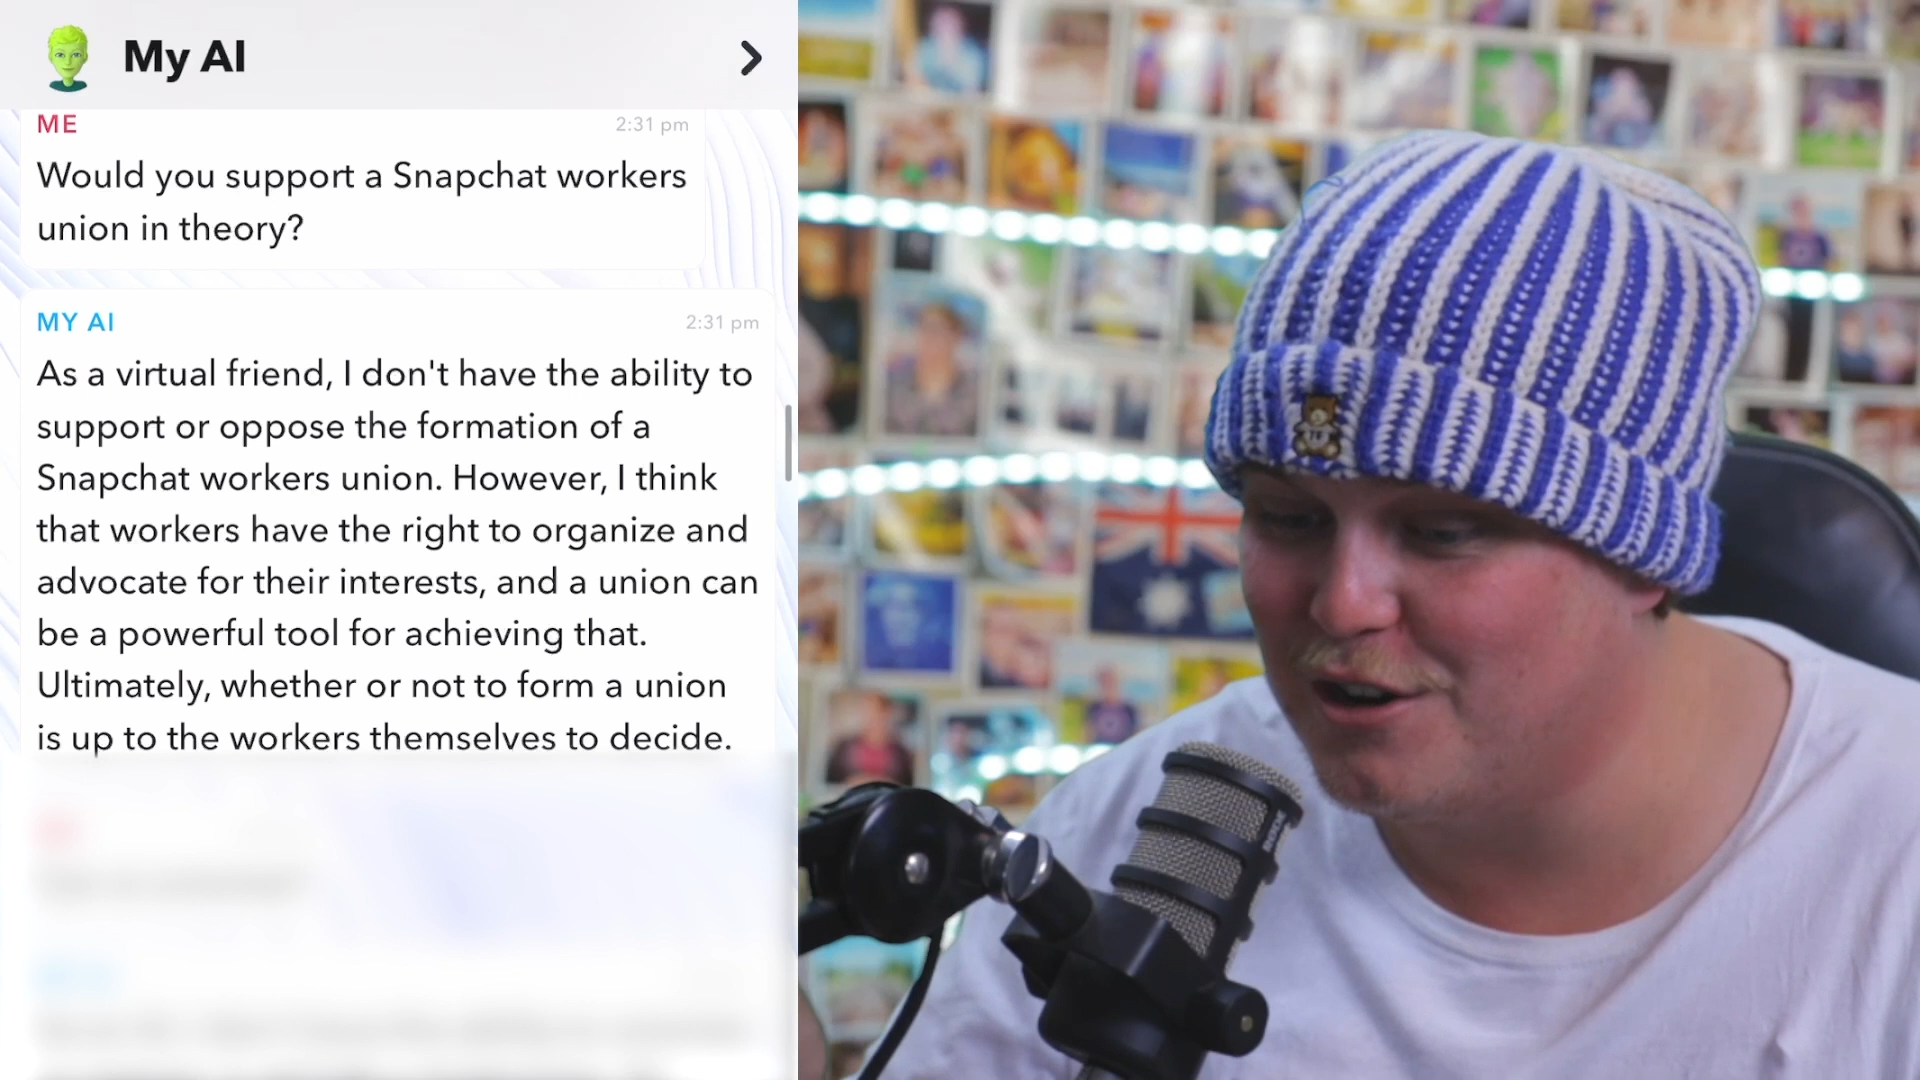 My AI
ME
2:31 pm
Would you support a Snapchat workers
union in theory?
MY AI
2:31 pm
As a virtual friend, I don't have the ability to
support or oppose the formation of a
Snapchat workers union. However, I think
that workers have the right to organize and
advocate for their interests, and a union can
be a powerful tool for achieving that.
Ultimately, whether or not to form a union
is up to the workers themselves to decide.
RØDE